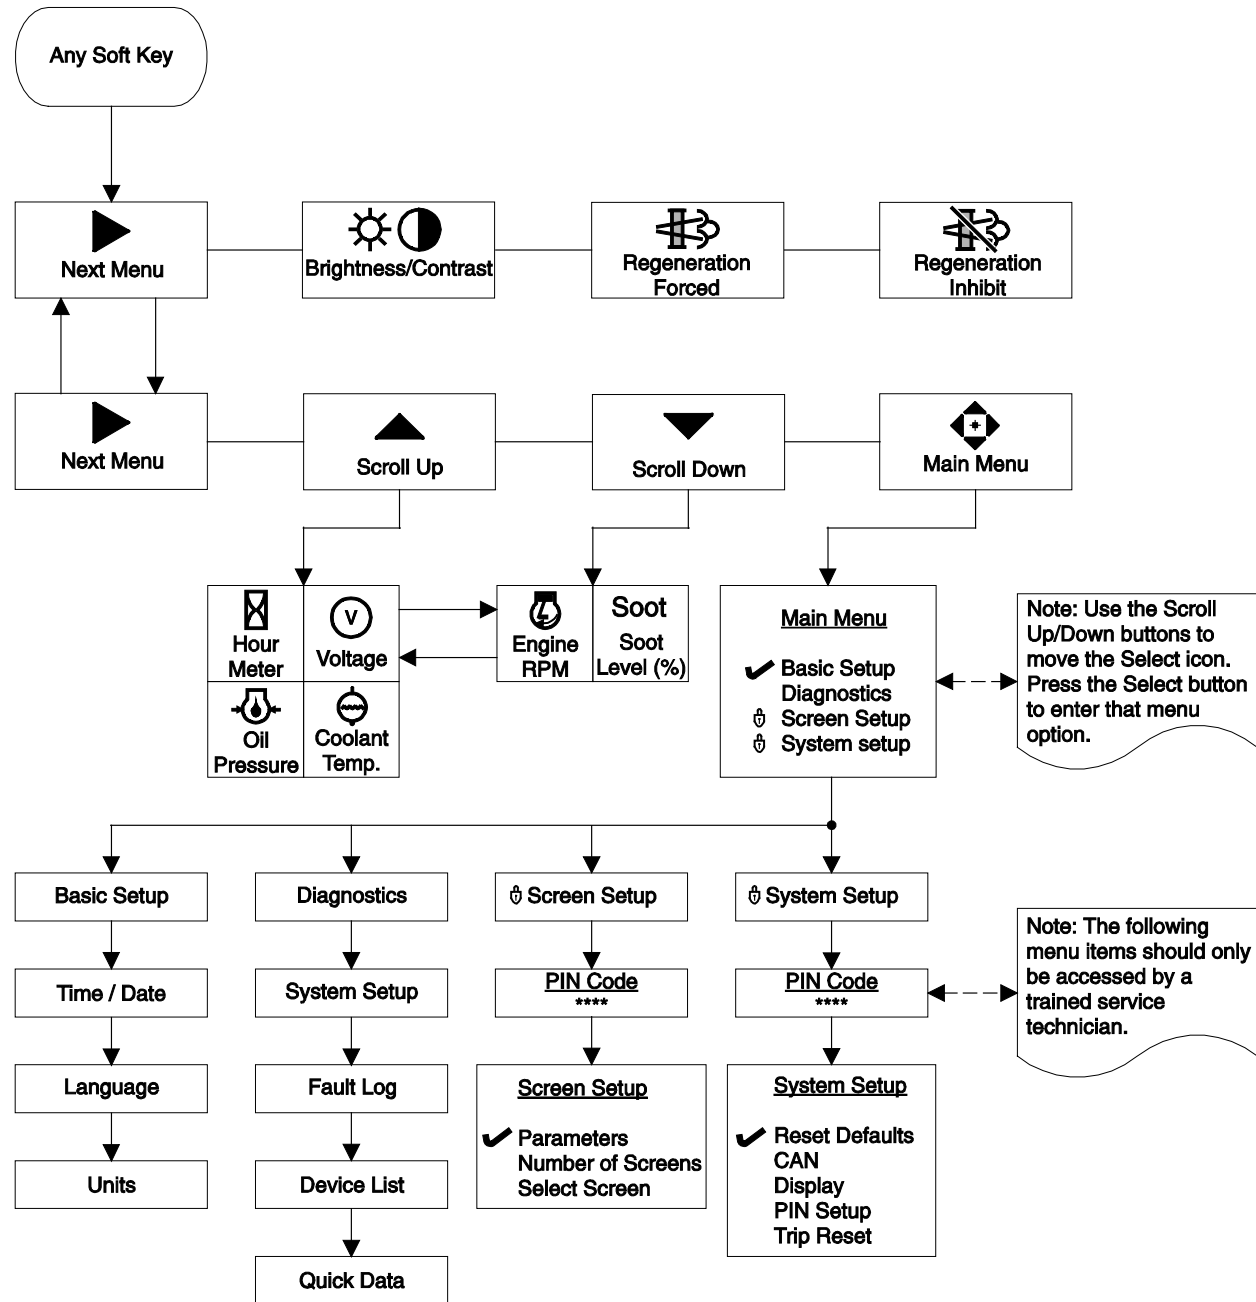 Any Soft Key
Next Menu
Brightness/Contrast
Regeneration
Forced
Regeneration
Inhibit
Next Menu
Scroll Up
Scroll Down
Main Menu
Hour
Meter
V
Voltage
Oil
Pressure
Coolant
Temp.
Engine
RPM
Soot
Soot
Level (%)
Main Menu
Basic Setup
Diagnostics
Screen Setup
System setup
Note: Use the Scroll
Up/Down buttons to
move the Select icon.
Press the Select button
to enter that menu
option.
Basic Setup
Time / Date
Language
Units
Diagnostics
System Setup
Fault Log
Device List
Quick Data
Screen Setup
PIN Code
****
Screen Setup
Parameters
Number of Screens
Select Screen
System Setup
PIN Code
****
System Setup
Reset Defaults
CAN
Display
PIN Setup
Trip Reset
Note: The following
menu items should only
be accessed by a
trained service
technician.